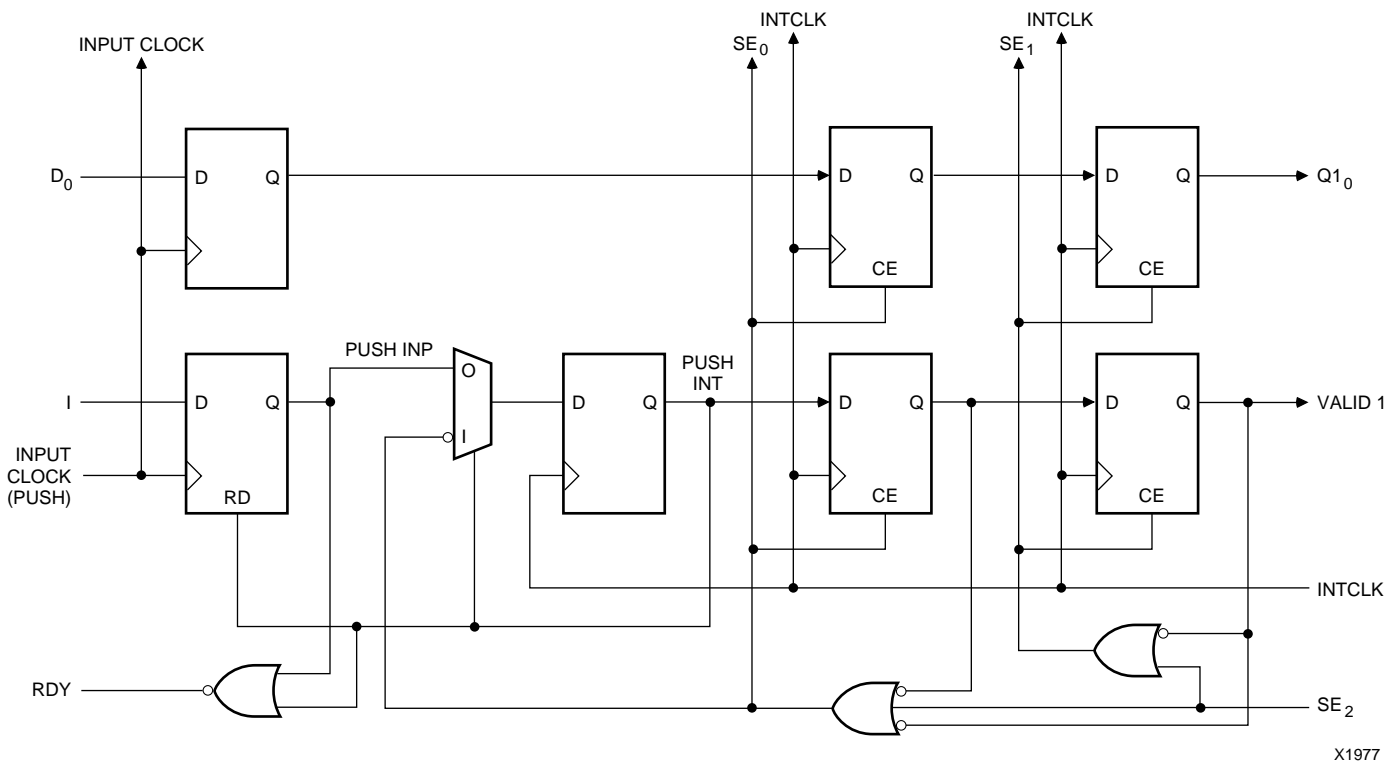 INTCLK
INTCLK
INPUT CLOCK
SE0
SE1
D0
D
Q
D
Q
D
Q
Q10
CE
CE
PUSH INP
PUSH
INT
O
I
D
Q
D
Q
D
Q
D
Q
I
VALID 1
INPUT
CLOCK
(PUSH)
RD
CE
CE
INTCLK
RDY
SE2
X1977